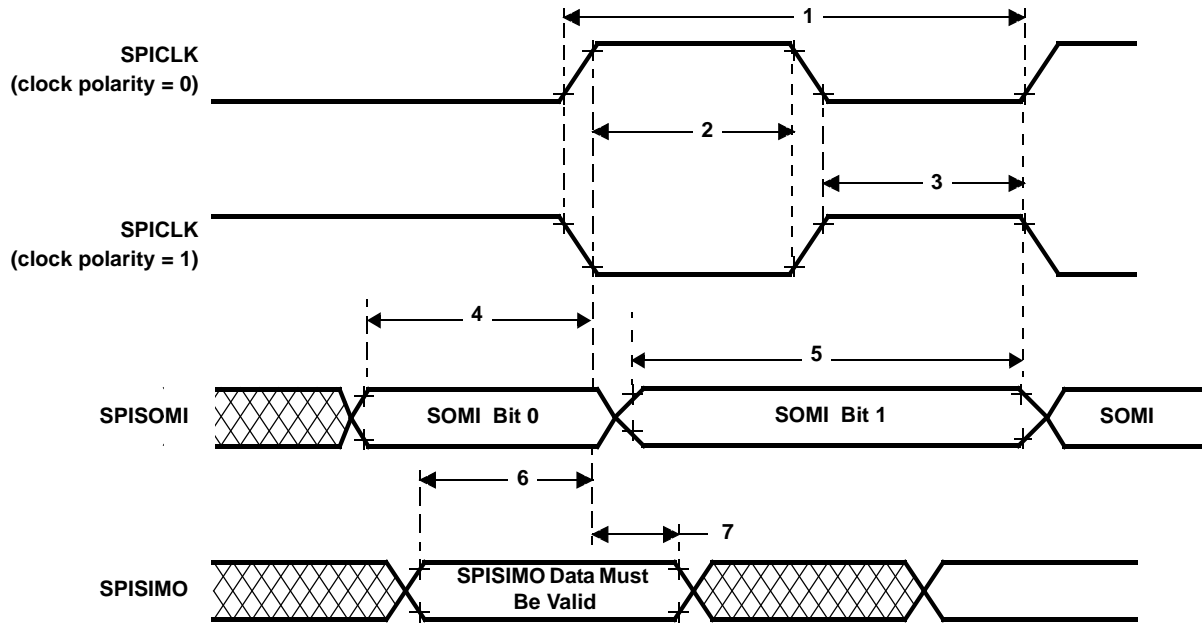 1
SPICLK
(clock polarity = 0)
2
3
SPICLK
(clock polarity = 1)
4
5
SPISOMI
SOMI Bit 0
SOMI Bit 1
SOMI
6
7
SPISIMO
SPISIMO Data Must
Be Valid